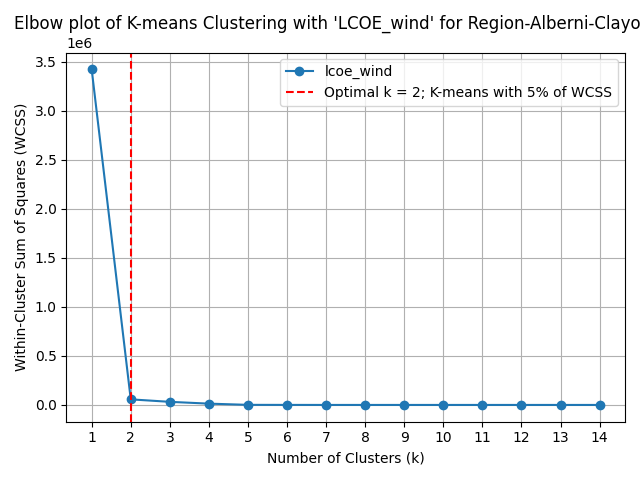 Elbow plot of K-means Clustering with 'LCOE_wind' for Region-Alberni-Clayo
1e6
3.5
3.0
2.5
2.0
1.5
1.0
0.5
0.0
Within-Cluster Sum of Squares (WCSS)
lcoe_wind
Optimal k = 2; K-means with 5% of WCSS
1 2 3 4 5 6 7 8 9 10 11 12 13 14
Number of Clusters (k)